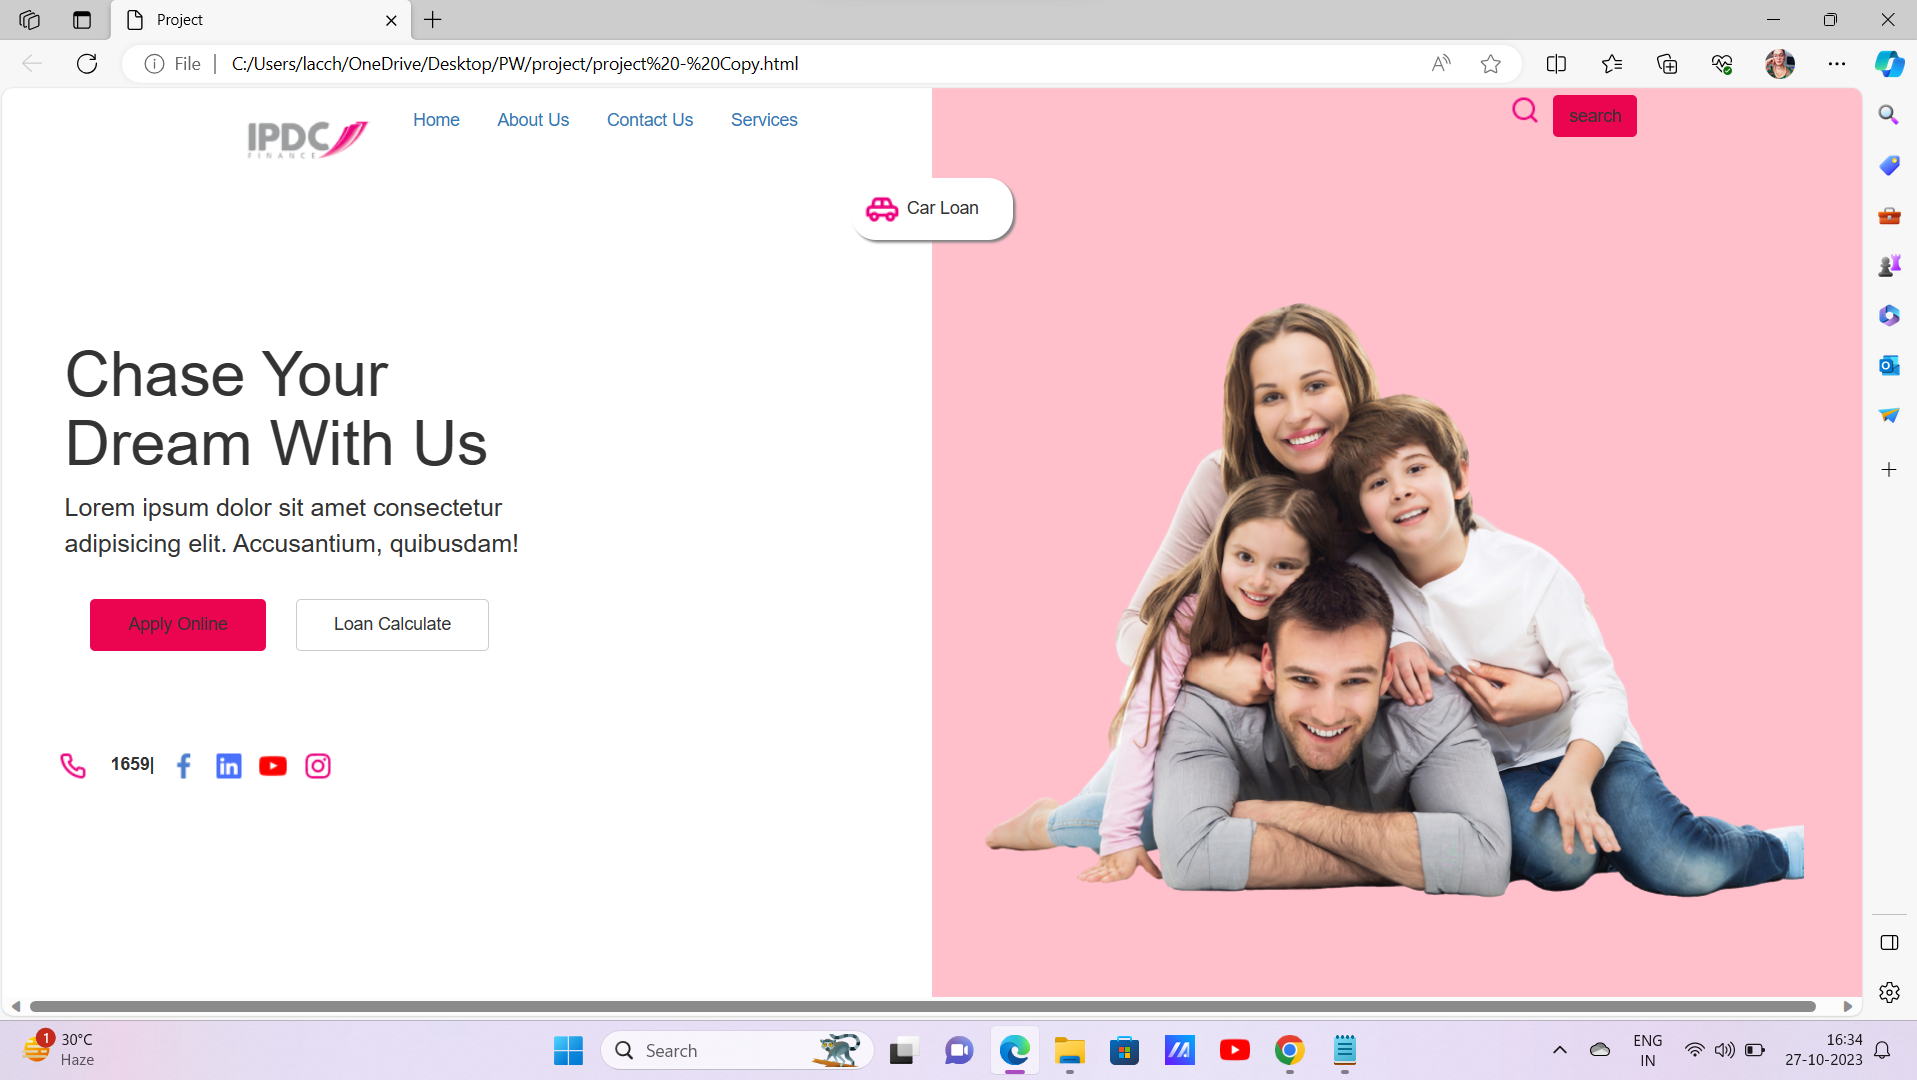 Project
File
C:/Users/lacch/OneDrive/Desktop/PW/project/project%20-%20Copy.html
IPDC
FINANCE
Home
About Us
Contact Us
Services
search
Car Loan
Chase Your
Dream With Us
Lorem ipsum dolor sit amet consectetur
adipisicing elit. Accusantium, quibusdam!
Apply Online
Loan Calculate
1659|
1
30°C
Haze
Search
ENG
IN
16:34
27-10-2023